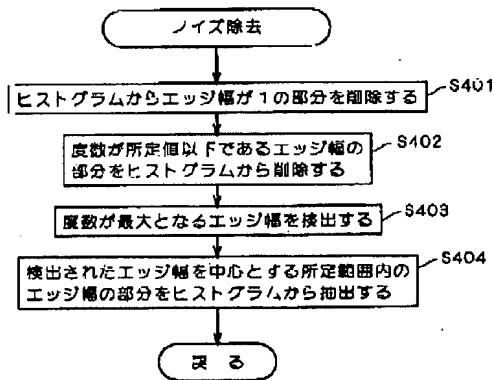 ノイズ除去
ヒストグラムからエッジ幅が1の部分を削除する
S401
度数が所定値以下であるエッジ幅の
部分をヒストグラムから削除する
S402
度数が最大となるエッジ幅を検出する
S403
検出されたエッジ幅を中心とする所定範囲内の
エッジ幅の部分をヒストグラムから抽出する
S404
戻る